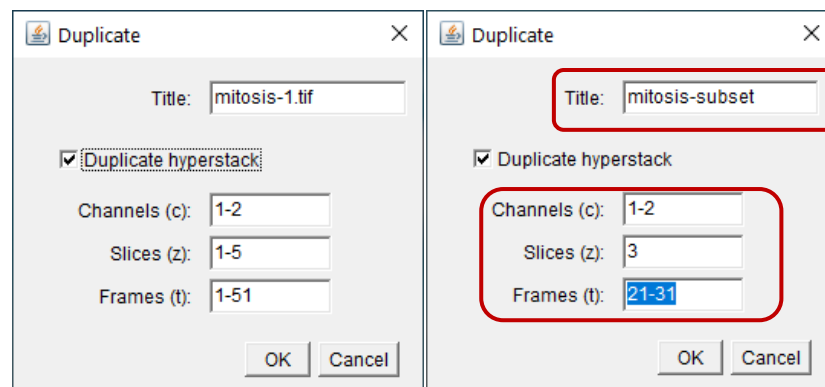 Duplicate
Title: mitosis-1.tif
Duplicate hyperstack
Channels (c): 1-2
Slices (z): 1-5
Frames (t): 1-51
OK Cancel
Duplicate
Title: mitosis-subset
Duplicate hyperstack
Channels (c): 1-2
Slices (z): 3
Frames (t): 21-31
OK Cancel